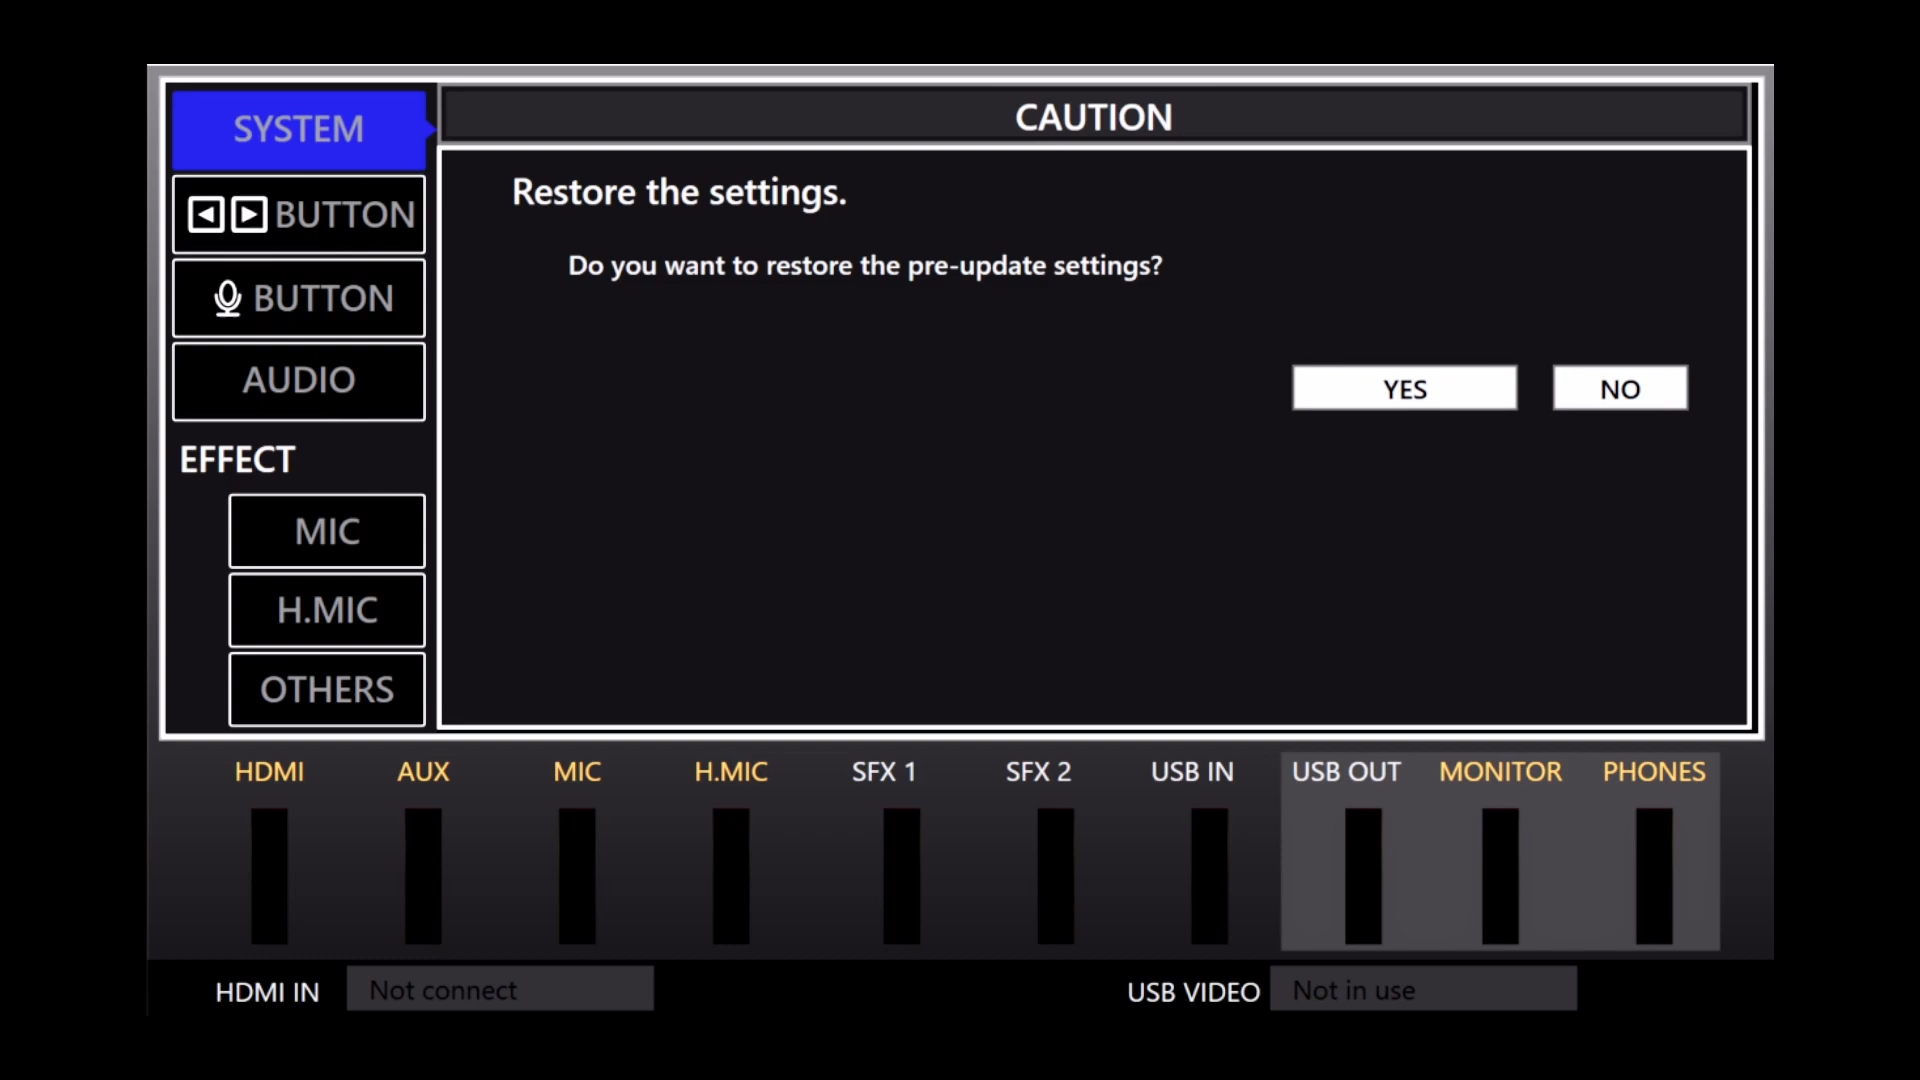 SYSTEM
BUTTON
BUTTON
AUDIO
EFFECT
MIC
H.MIC
OTHERS
CAUTION
Restore the settings.
Do you want to restore the pre-update settings?
YES NO
HDMI AUX MIC H.MIC SFX 1 SFX 2 USB IN USB OUT MONITOR PHONES
HDMI IN Not connect USB VIDEO Not in use